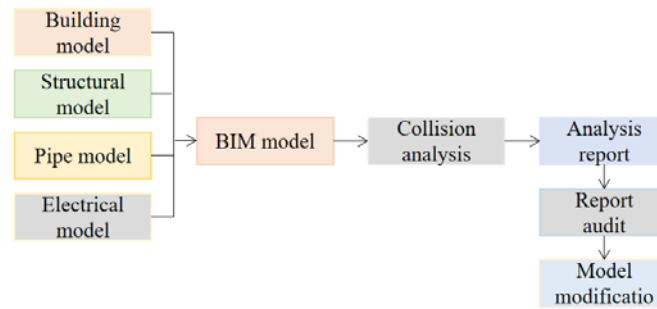 Building
model
Structural
model
Pipe model
Electrical
model
BIM model
Collision
analysis
Analysis
report
Report
audit
Model
modificatio